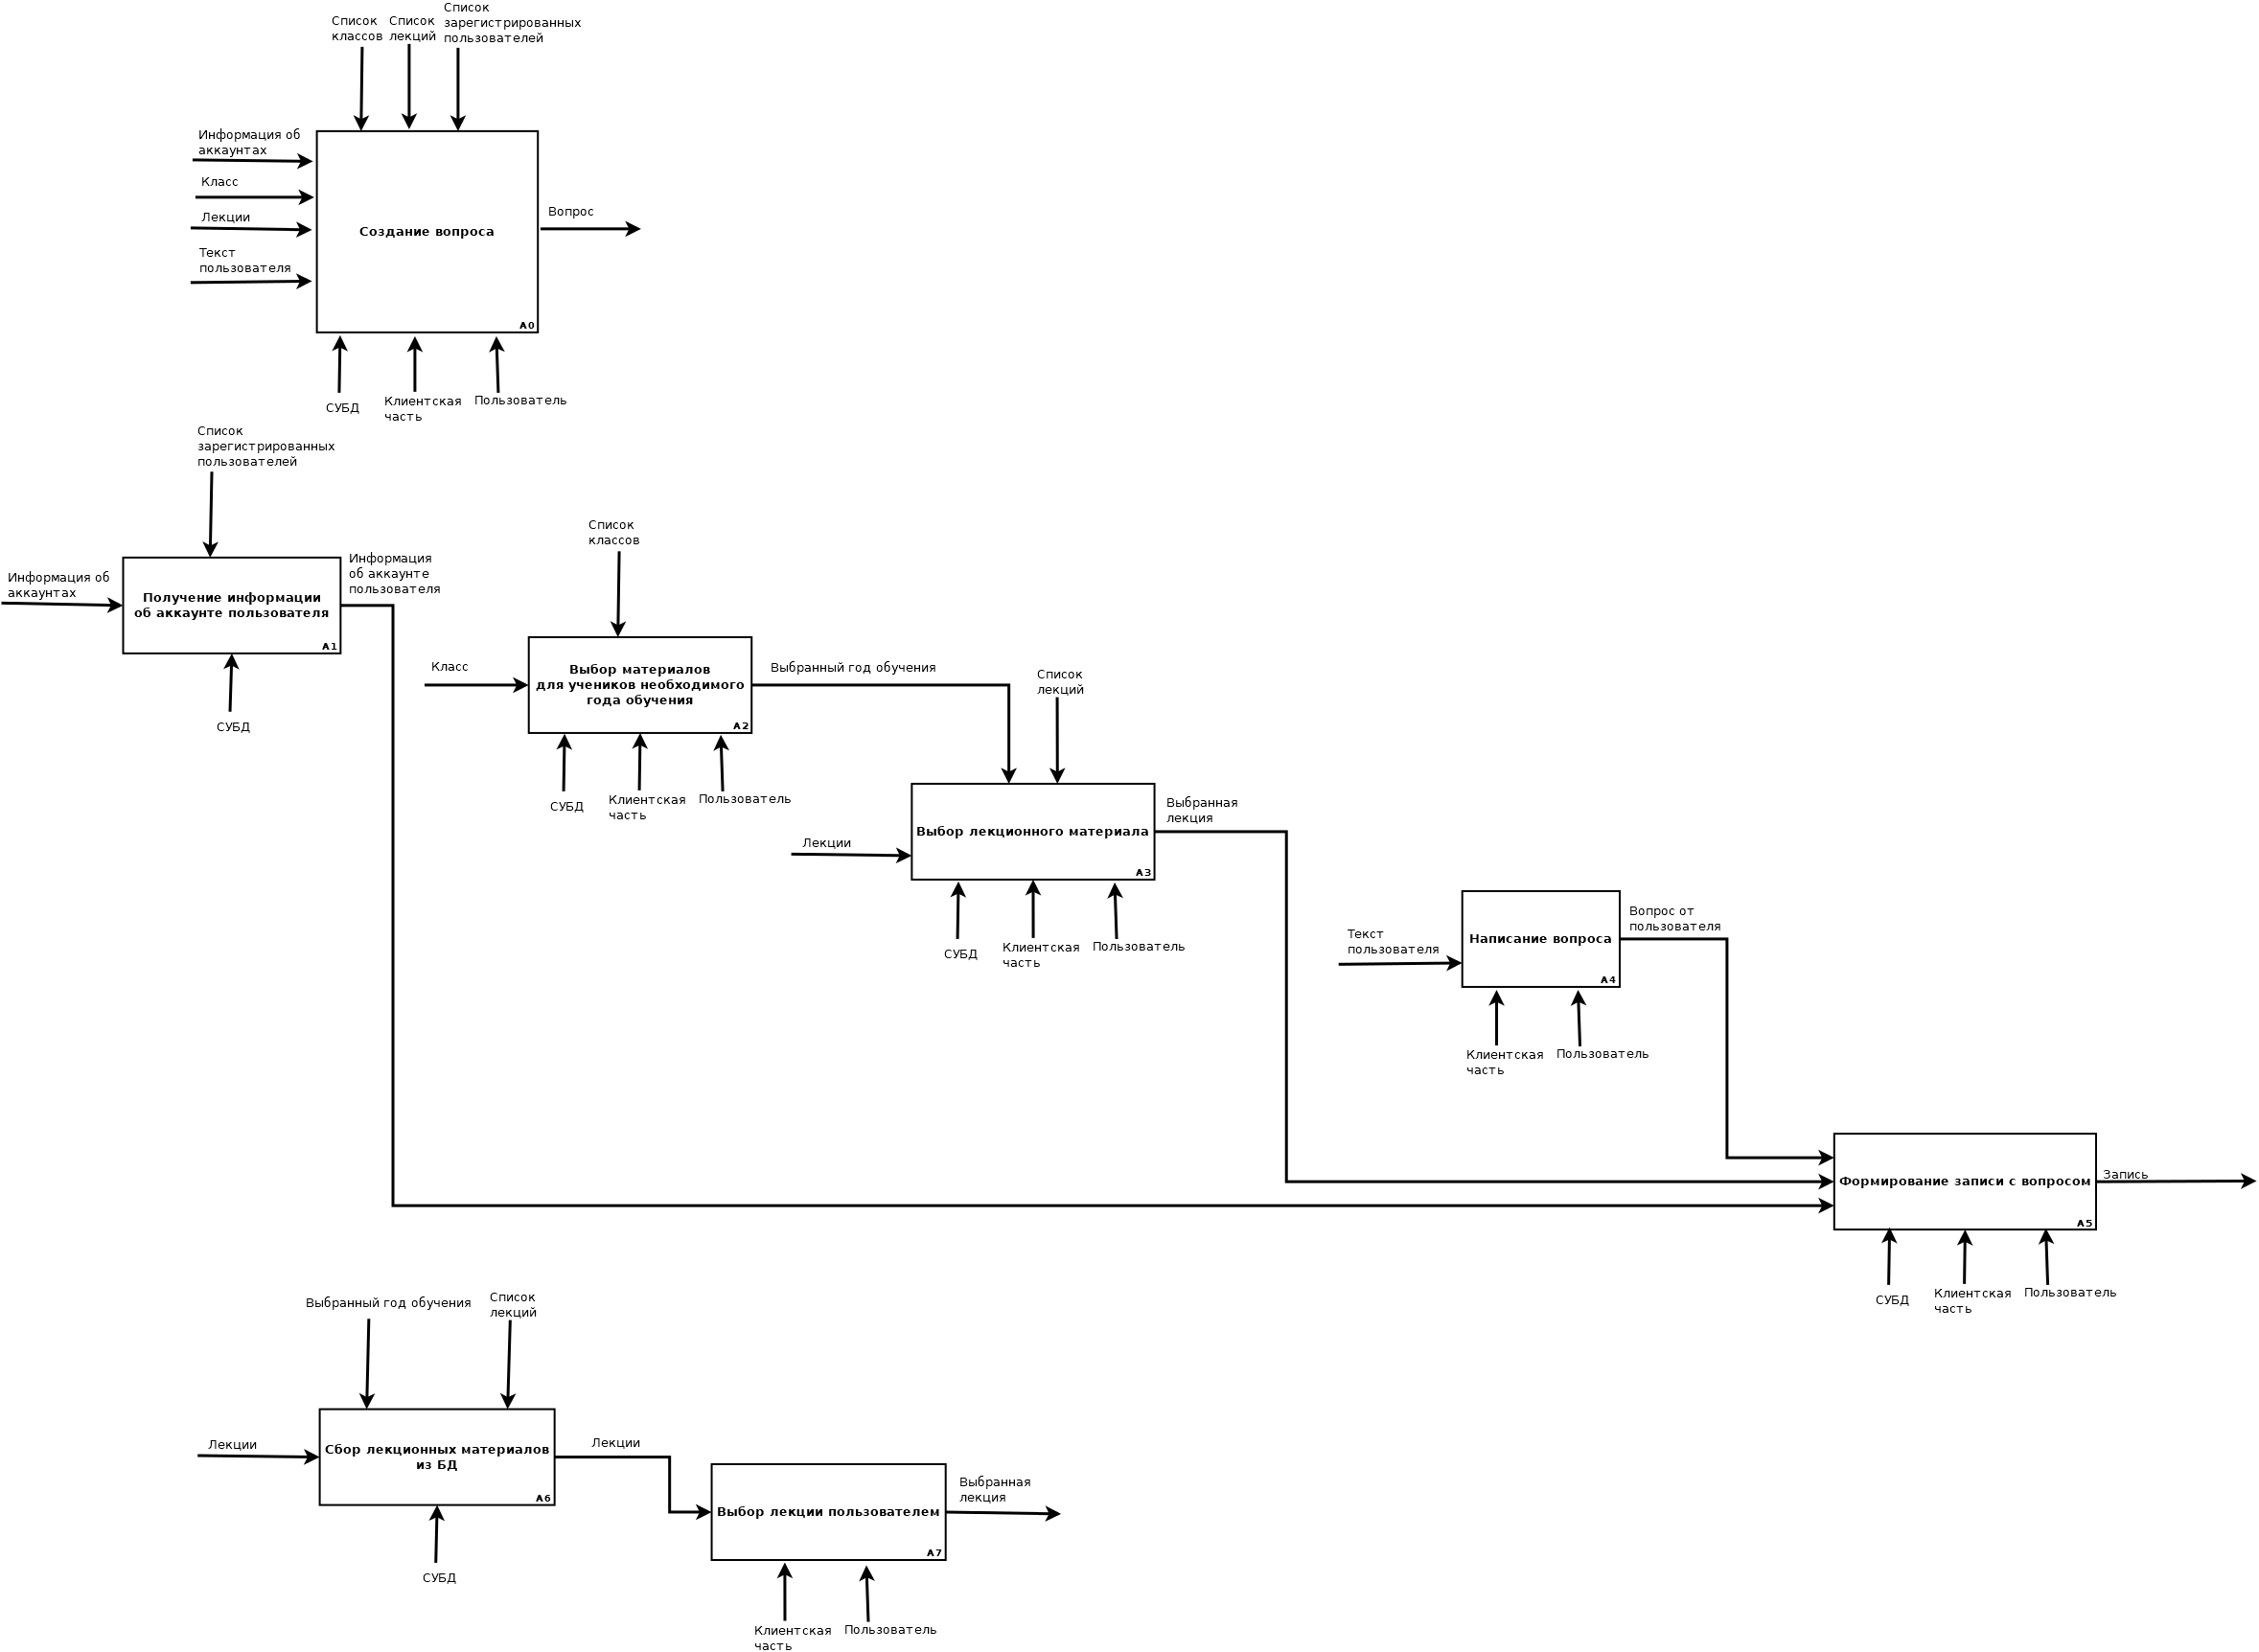 Список
классов
Список
лекций
Список
зарегистрированных
пользователей
Информация об
аккаунтах
Класс
Лекции
Текст
пользователя
Создание вопроса
A0
Вопрос
СУБД
Клиентская
часть
Пользователь
Список
зарегистрированных
пользователей
Информация об
аккаунтах
Получение информации
об аккаунте пользователя
A1
Информация
об аккаунте
пользователя
СУБД
Список
классов
Класс
Выбор материалов
для учеников необходимого
года обучения
A2
Выбранный год обучения
СУБД
Клиентская
часть
Пользователь
Список
лекций
Лекции
Выбор лекционного материала
A3
Выбранная
лекция
СУБД
Клиентская
часть
Пользователь
Текст
пользователя
Написание вопроса
A4
Вопрос от
пользователя
Клиентская
часть
Пользователь
Формирование записи с вопросом
A5
Запись
СУБД
Клиентская
часть
Пользователь
Выбранный год обучения
Список
лекций
Лекции
Сбор лекционных материалов
из БД
A6
Лекции
СУБД
Выбор лекции пользователем
A7
Выбранная
лекция
Клиентская
часть
Пользователь